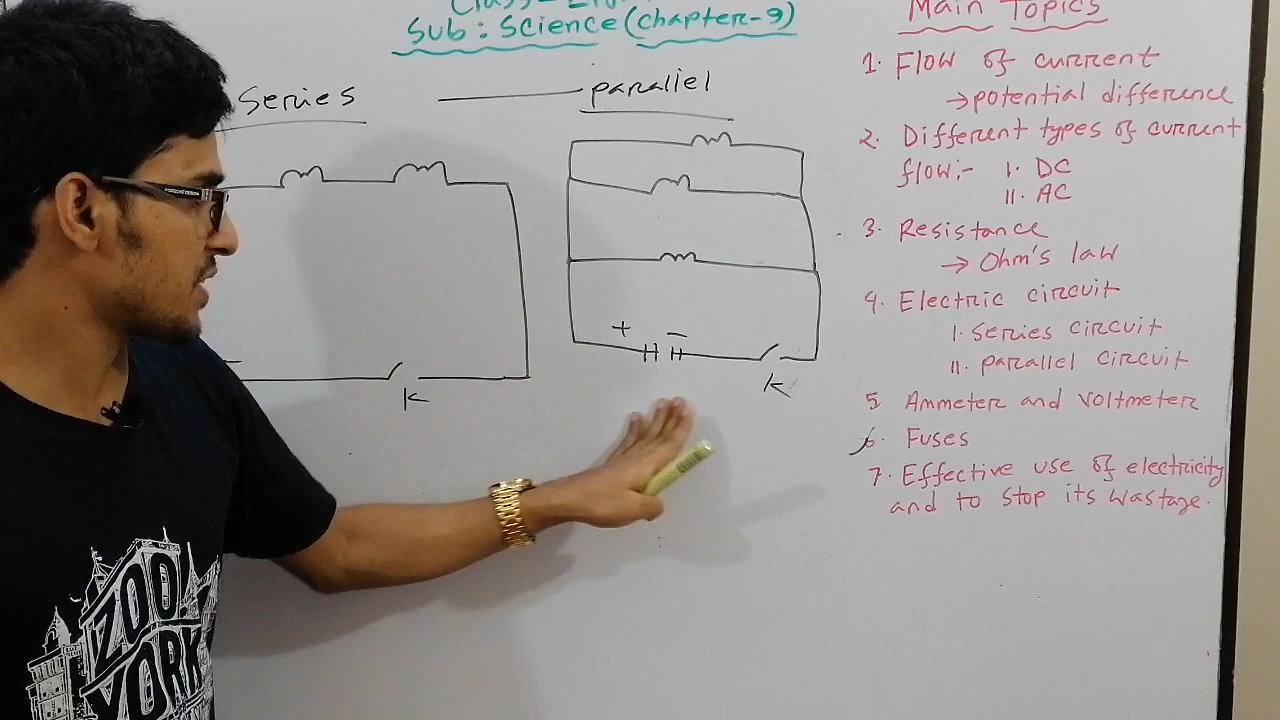 Sub: Science (chapter-9)
Series
parallel
+
-
K
K
Main Topics
1. Flow of current
→ potential difference
2. Different types of current
flow:- I. DC
II. AC
3. Resistance
→ Ohm's law
4. Electric circuit
I. series circuit
II. parallel circuit
5 Ammeter and voltmeter
6. Fuses
7. Effective use of electricity
and to stop its wastage.
PORSCHE DESIGN
ZOO
YORK